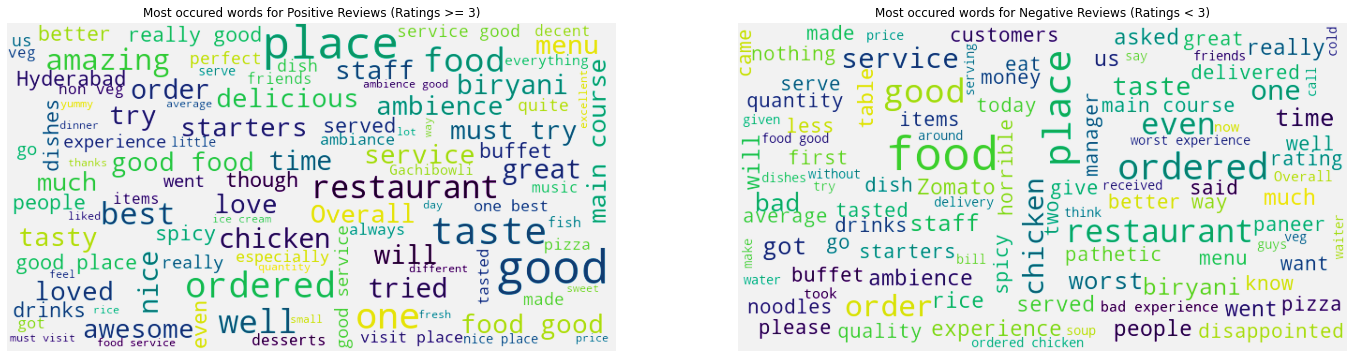 Most occured words for Positive Reviews (Ratings >= 3)
us
better
really good
place
service good
decent
veg
amazing
perfect
dish
staff
food
menu
everything
serve
friends
Hyderabad
non veg
order
ambience good
biryani
yummy
average
delicious
ambience
quite
excellent
main course
dishes
dinner
try
starters
served
lot
way
must try
go
experience
little
ambiance
service
buffet
thanks
good food
time
Gachibowli
great
much
went
though
restaurant
music
people
items
love
day
one best
liked
best
ice cream
Overall
always
taste
fish
tasty
spicy
chicken
pizza
good place
really
especially
will
good
feel
nice
quantity
good service
different
tasted
loved
ordered
tried
sweet
drinks
rice
made
got
even
well
small
one
fresh
food good
must visit
awesome
food service
desserts
visit place
nice place
price
Most occured words for Negative Reviews (Ratings < 3)
came
made
price
customers
asked
great
cold
nothing
service
us
say
really
friends
serve
good
eat
money
serving
place
delivered
call
quantity
table
today
taste
one
given
less
items
main course
time
food good
around
even
now
will
first
without
food
horrible
manager
worst experience
well
dishes
try
dish
Zomato
ordered
rating
bad
delivery
give
received
said
Overall
average
tasted
staff
chicken
two
think
better
way
much
drinks
restaurant
paneer
got
go
starters
bill
spicy
guys
veg
waiter
make
water
buffet
ambience
pathetic
menu
want
took
worst
biryani
know
noodles
order
rice
served
bad experience
went
pizza
please
quality
experience
soup
people
disappointed
ordered chicken